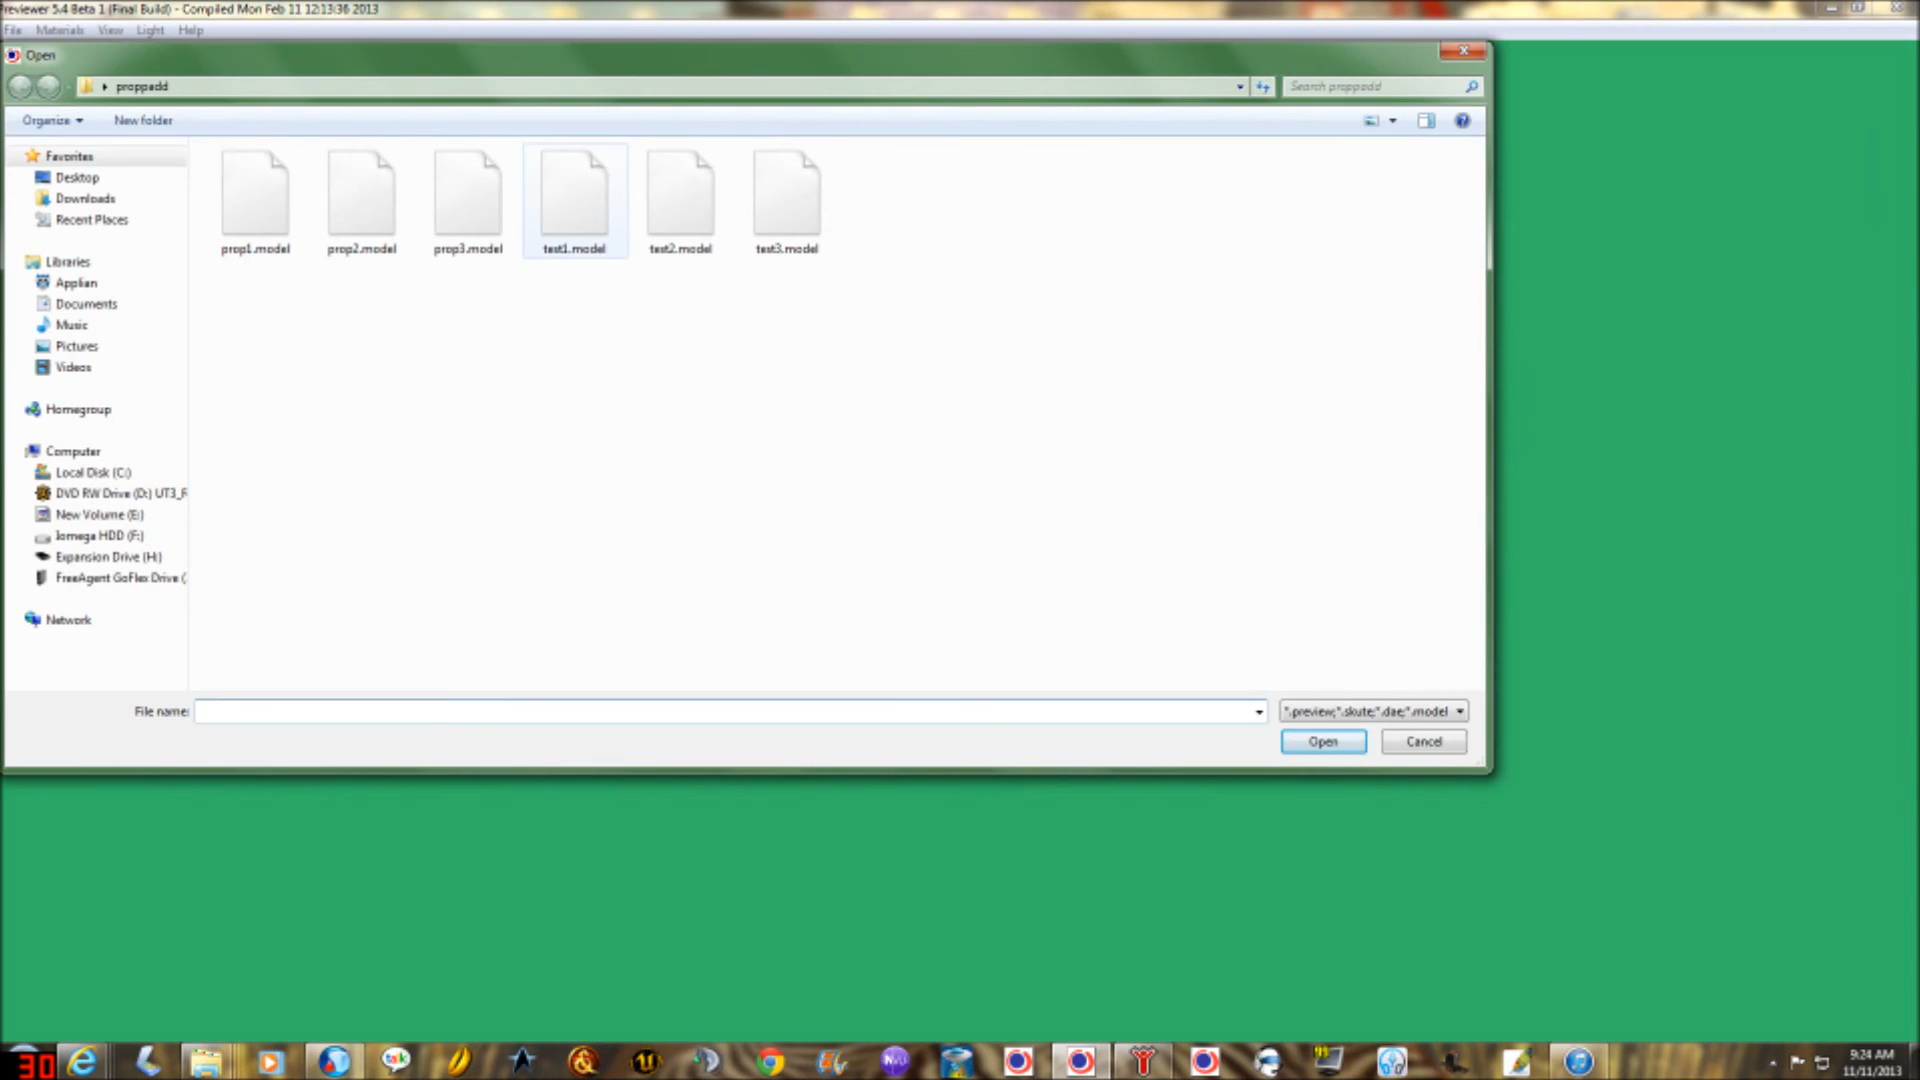 Previewer 5.4 Beta 1 (Final Build) - Compiled Mon Feb 11 12:13:36 2013
File Materials View Light Help
Open
proppadd
Search proppadd
Organize New folder
Favorites
Desktop
Downloads
Recent Places
Libraries
Applian
Documents
Music
Pictures
Videos
Homegroup
Computer
Local Disk (C:)
DVD RW Drive (D:) UT3_F
New Volume (E:)
Iomega HDD (F:)
Expansion Drive (H:)
FreeAgent GoFlex Drive (
Network
prop1.model prop2.model prop3.model test1.model test2.model test3.model
File name: *.preview;*.skute;*.dae;*.model
Open Cancel
30
talk
9:24 AM
11/11/2013